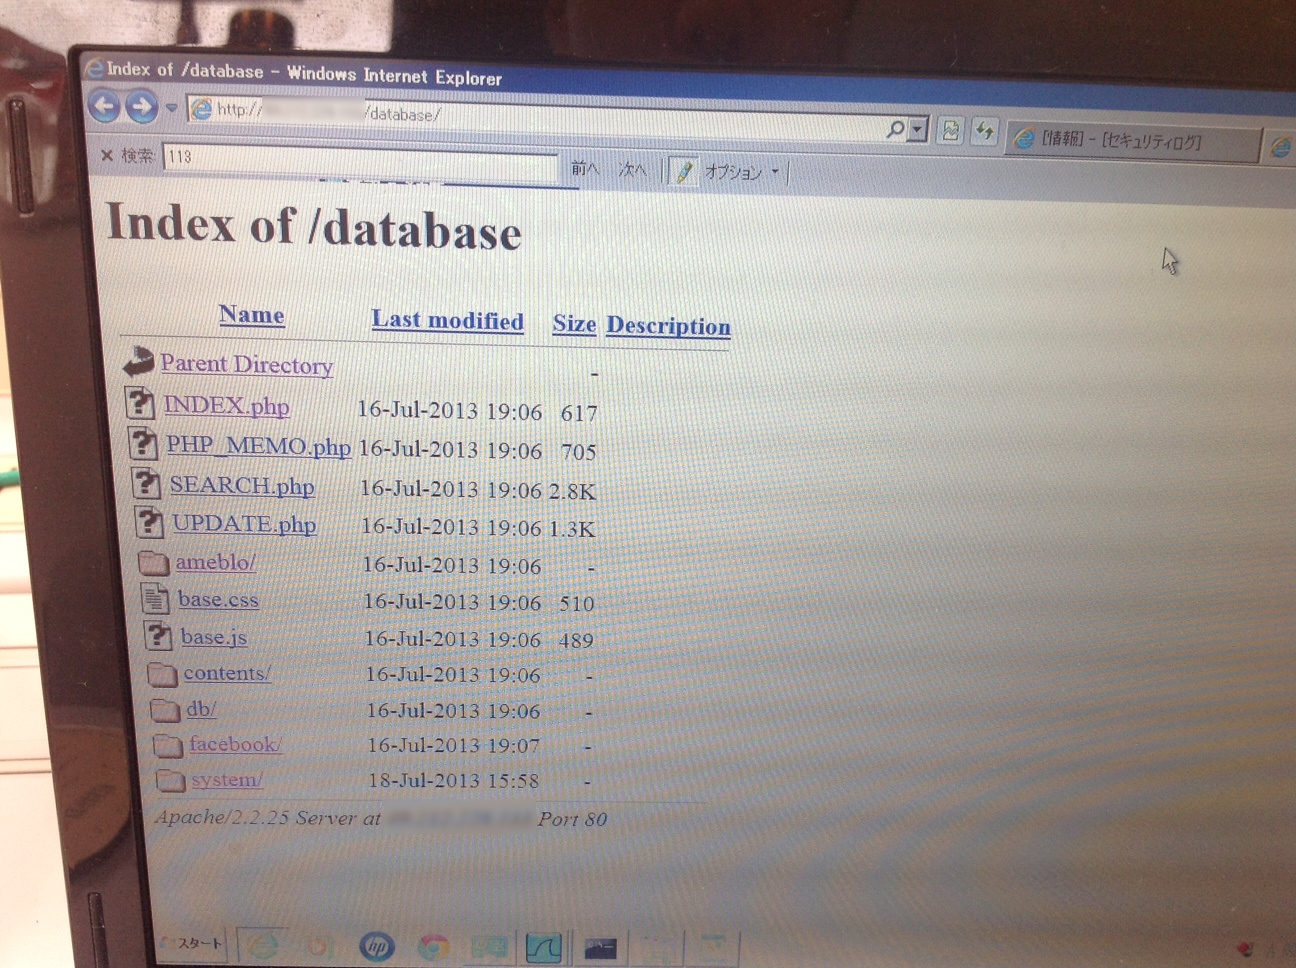 Index of /database - Windows Internet Explorer
http:// /database/
[情報] - [セキュリティログ]
× 検索: 113 前へ 次へ オプション
Index of /database
Name Last modified Size Description
Parent Directory -
INDEX.php 16-Jul-2013 19:06 617
PHP_MEMO.php 16-Jul-2013 19:06 705
SEARCH.php 16-Jul-2013 19:06 2.8K
UPDATE.php 16-Jul-2013 19:06 1.3K
ameblo/ 16-Jul-2013 19:06 -
base.css 16-Jul-2013 19:06 510
base.js 16-Jul-2013 19:06 489
contents/ 16-Jul-2013 19:06 -
db/ 16-Jul-2013 19:06 -
facebook/ 16-Jul-2013 19:07 -
system/ 18-Jul-2013 15:58 -
Apache/2.2.25 Server at Port 80
スタート
hp